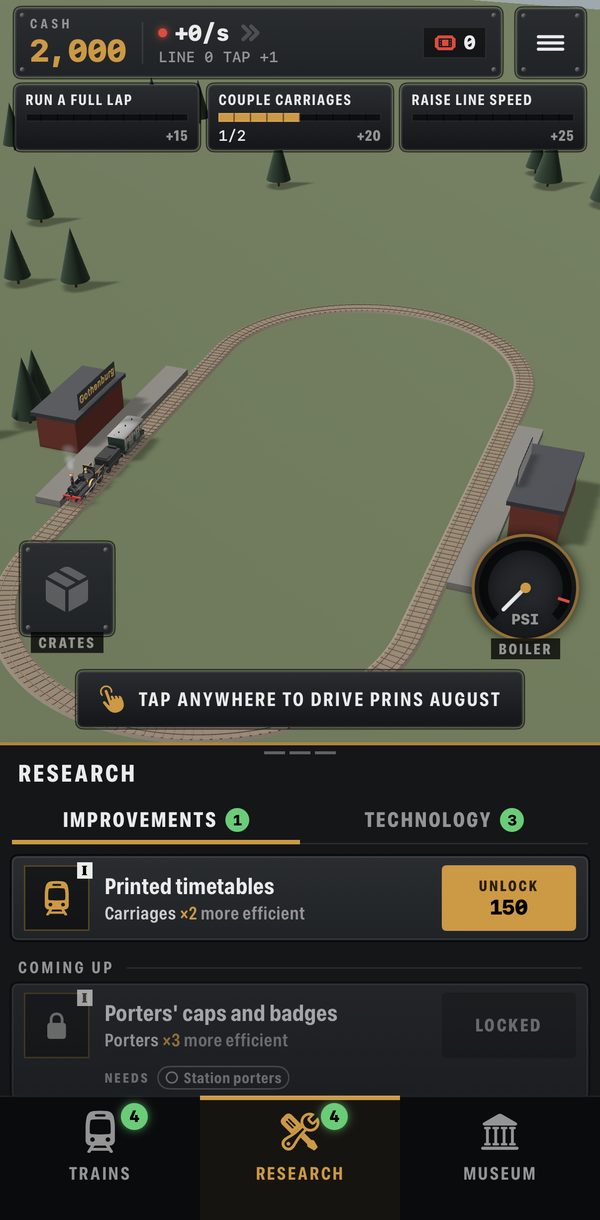 CASH
2,000
+0/s
LINE 0 TAP +1
0
RUN A FULL LAP
+15
COUPLE CARRIAGES
1/2
+20
RAISE LINE SPEED
+25
Gothenburg
CRATES
PSI
BOILER
TAP ANYWHERE TO DRIVE PRINS AUGUST
RESEARCH
IMPROVEMENTS 1
TECHNOLOGY 3
I
Printed timetables
Carriages ×2 more efficient
UNLOCK
150
COMING UP
I
Porters' caps and badges
Porters ×3 more efficient
LOCKED
NEEDS Station porters
4
TRAINS
4
RESEARCH
MUSEUM